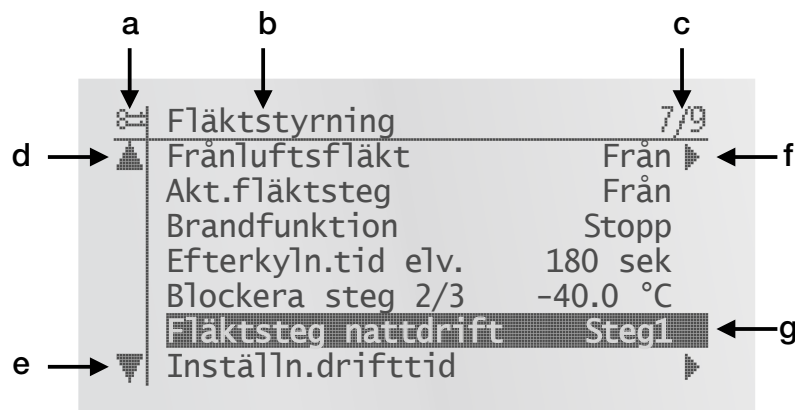 a b c
Fläktstyrning 7/9
d Frånluftsfläkt Från f
Akt.fläktsteg Från
Brandfunktion Stopp
Efterkyln.tid elv. 180 sek
Blockera steg 2/3 -40.0 °C
Fläktsteg nattdrift Steg1 g
e Inställn.drifttid